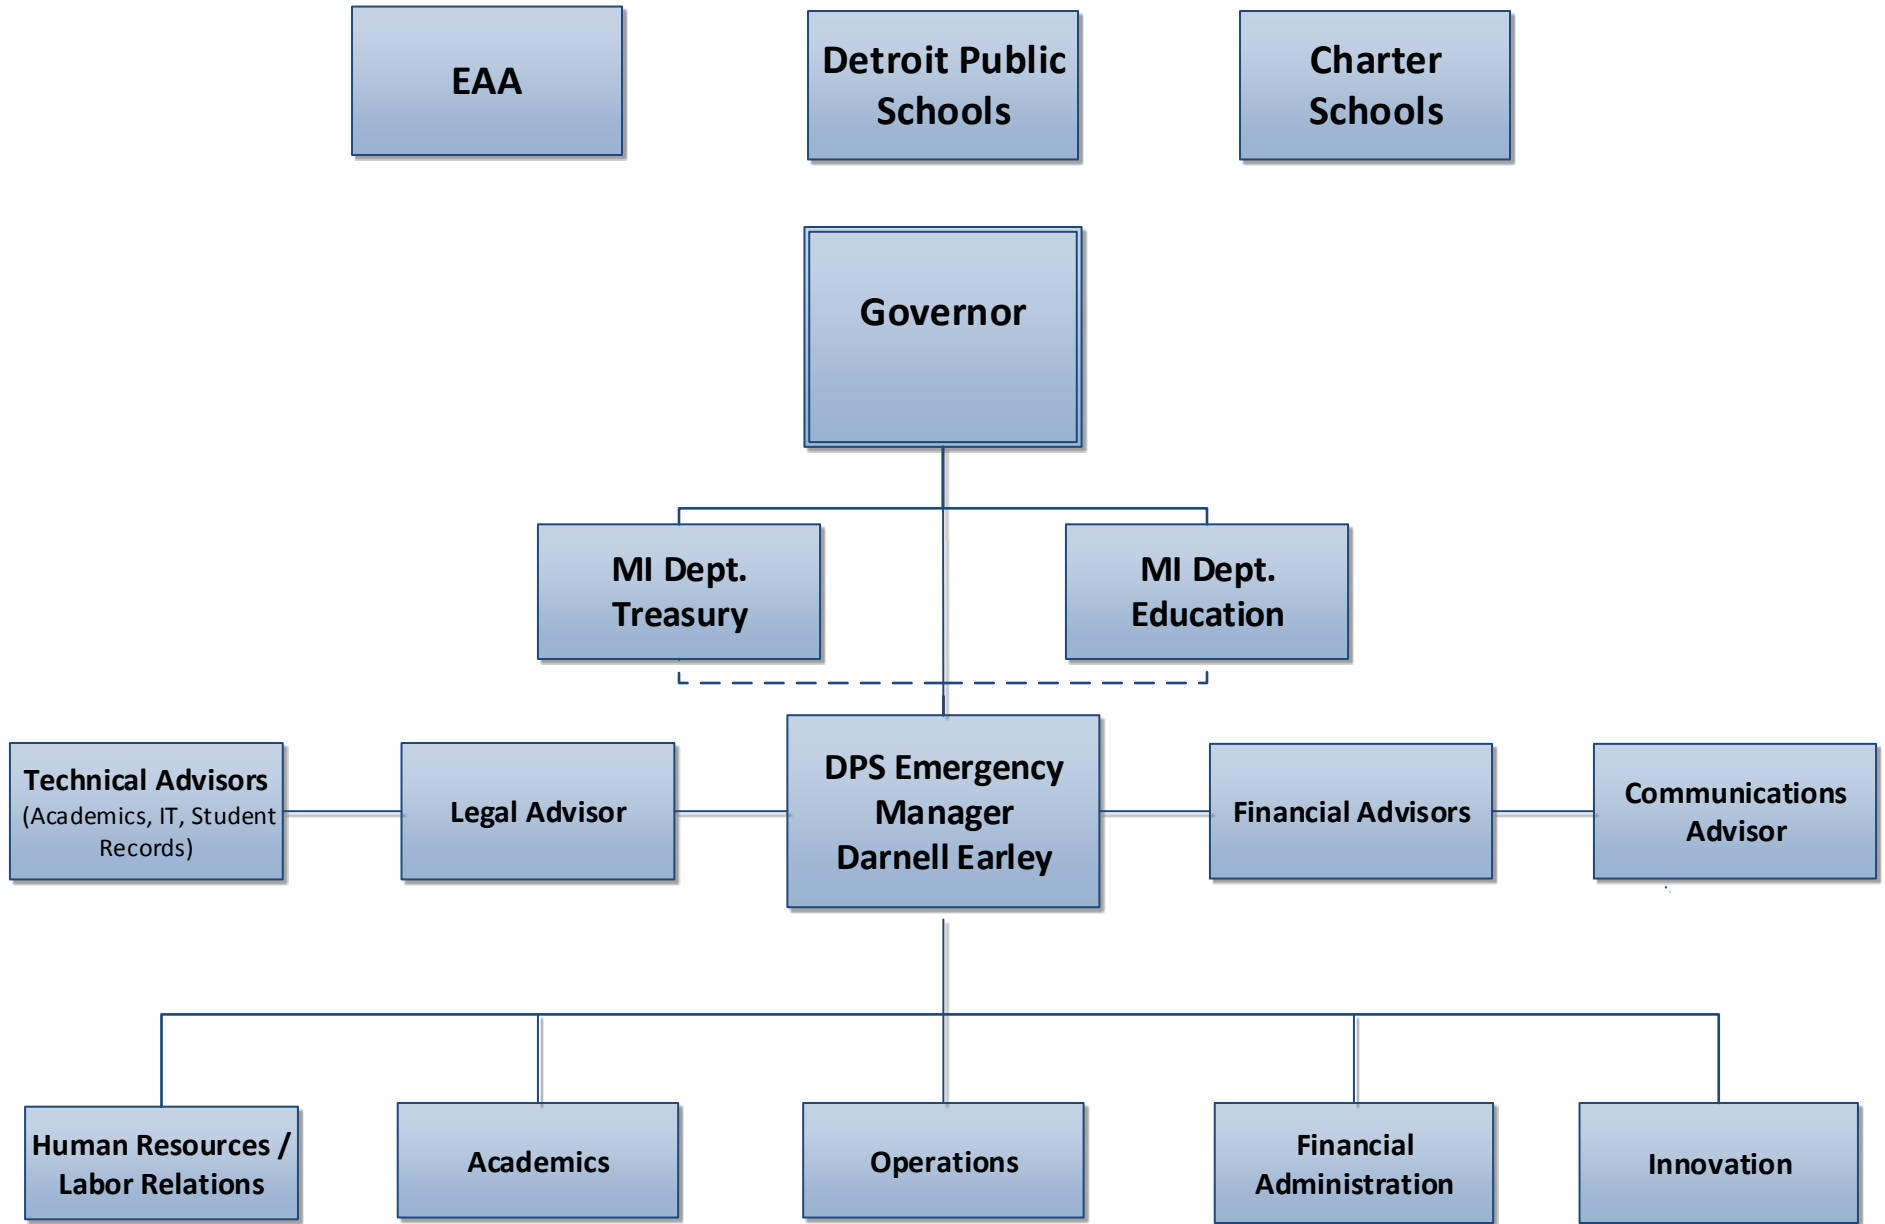 EAA
Detroit Public
Schools
Charter
Schools
Governor
MI Dept.
Treasury
MI Dept.
Education
Technical Advisors
(Academics, IT, Student
Records)
Legal Advisor
DPS Emergency
Manager
Darnell Earley
Financial Advisors
Communications
Advisor
Human Resources /
Labor Relations
Academics
Operations
Financial
Administration
Innovation